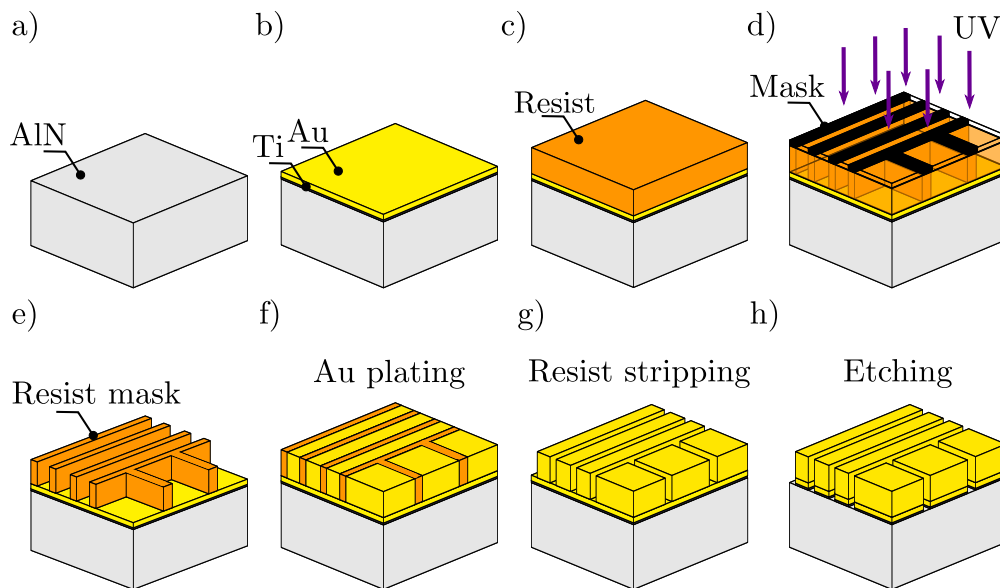 a)
b)
c)
d)
UV
AlN
Ti
Au
Resist
Mask
e)
f)
g)
h)
Resist mask
Au plating
Resist stripping
Etching